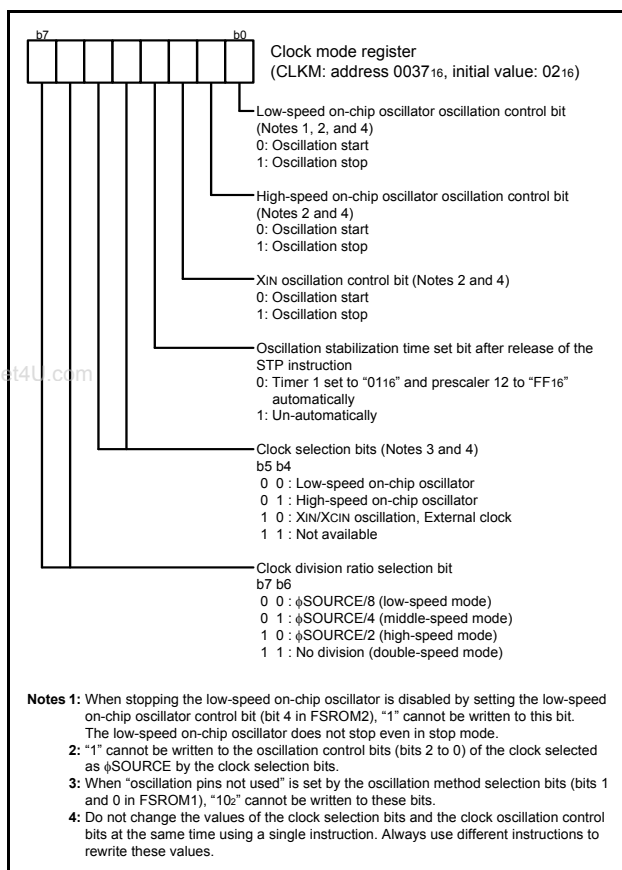 b7 b0
Clock mode register
(CLKM: address 003716, initial value: 0216)
Low-speed on-chip oscillator oscillation control bit
(Notes 1, 2, and 4)
0: Oscillation start
1: Oscillation stop
High-speed on-chip oscillator oscillation control bit
(Notes 2 and 4)
0: Oscillation start
1: Oscillation stop
XIN oscillation control bit (Notes 2 and 4)
0: Oscillation start
1: Oscillation stop
Oscillation stabilization time set bit after release of the
STP instruction
0: Timer 1 set to “0116” and prescaler 12 to “FF16”
automatically
1: Un-automatically
et4U.com
Clock selection bits (Notes 3 and 4)
b5 b4
0 0 : Low-speed on-chip oscillator
0 1 : High-speed on-chip oscillator
1 0 : XIN/XCIN oscillation, External clock
1 1 : Not available
Clock division ratio selection bit
b7 b6
0 0 : ϕSOURCE/8 (low-speed mode)
0 1 : ϕSOURCE/4 (middle-speed mode)
1 0 : ϕSOURCE/2 (high-speed mode)
1 1 : No division (double-speed mode)
Notes 1: When stopping the low-speed on-chip oscillator is disabled by setting the low-speed
on-chip oscillator control bit (bit 4 in FSROM2), “1” cannot be written to this bit.
The low-speed on-chip oscillator does not stop even in stop mode.
2: “1” cannot be written to the oscillation control bits (bits 2 to 0) of the clock selected
as ϕSOURCE by the clock selection bits.
3: When “oscillation pins not used” is set by the oscillation method selection bits (bits 1
and 0 in FSROM1), “102” cannot be written to these bits.
4: Do not change the values of the clock selection bits and the clock oscillation control
bits at the same time using a single instruction. Always use different instructions to
rewrite these values.